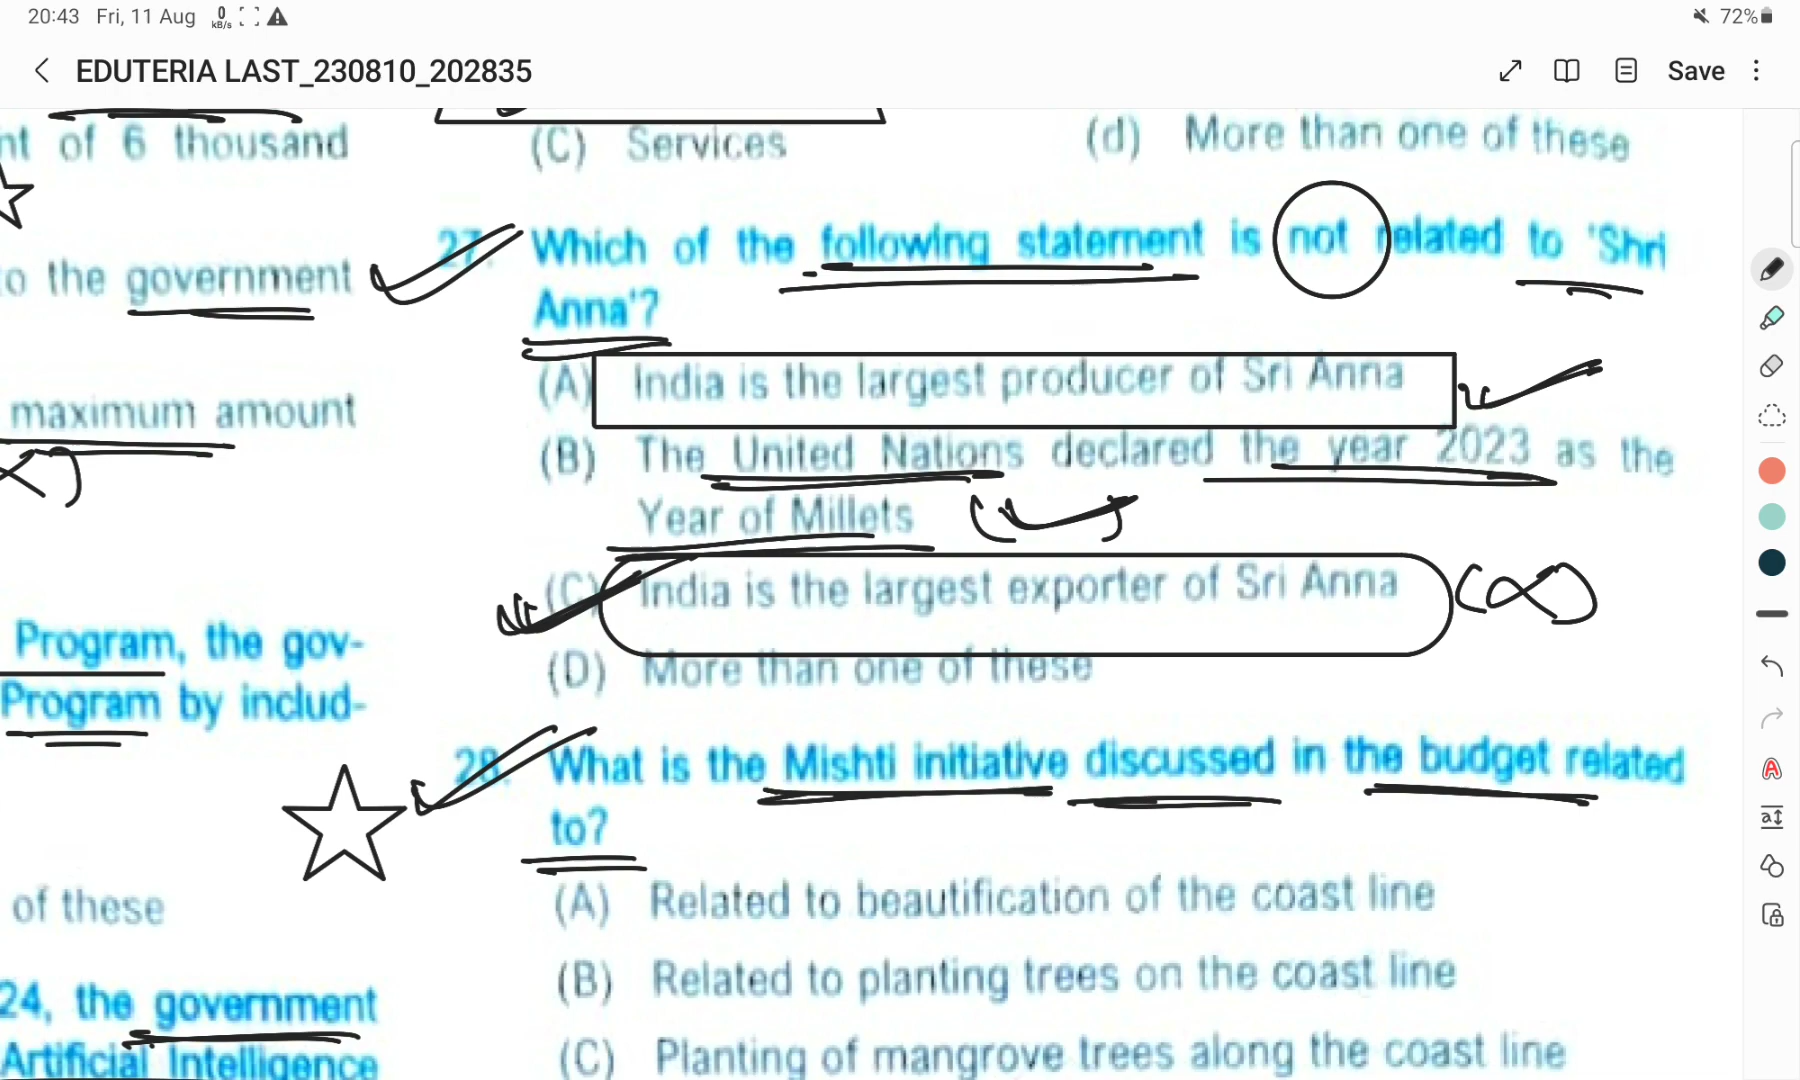 20:43 Fri, 11 Aug 0 kB/s 72%
EDUTERIA LAST_230810_202835 Save
nt of 6 thousand
o the government
maximum amount
Program, the gov-
Program by includ-
of these
24, the government
Artificial Intelligence
(C) Services (d) More than one of these
27. Which of the following statement is not related to 'Shri
Anna'?
(A) India is the largest producer of Sri Anna
(B) The United Nations declared the year 2023 as the
Year of Millets
(C) India is the largest exporter of Sri Anna
(D) More than one of these
28. What is the Mishti initiative discussed in the budget related
to?
(A) Related to beautification of the coast line
(B) Related to planting trees on the coast line
(C) Planting of mangrove trees along the coast line